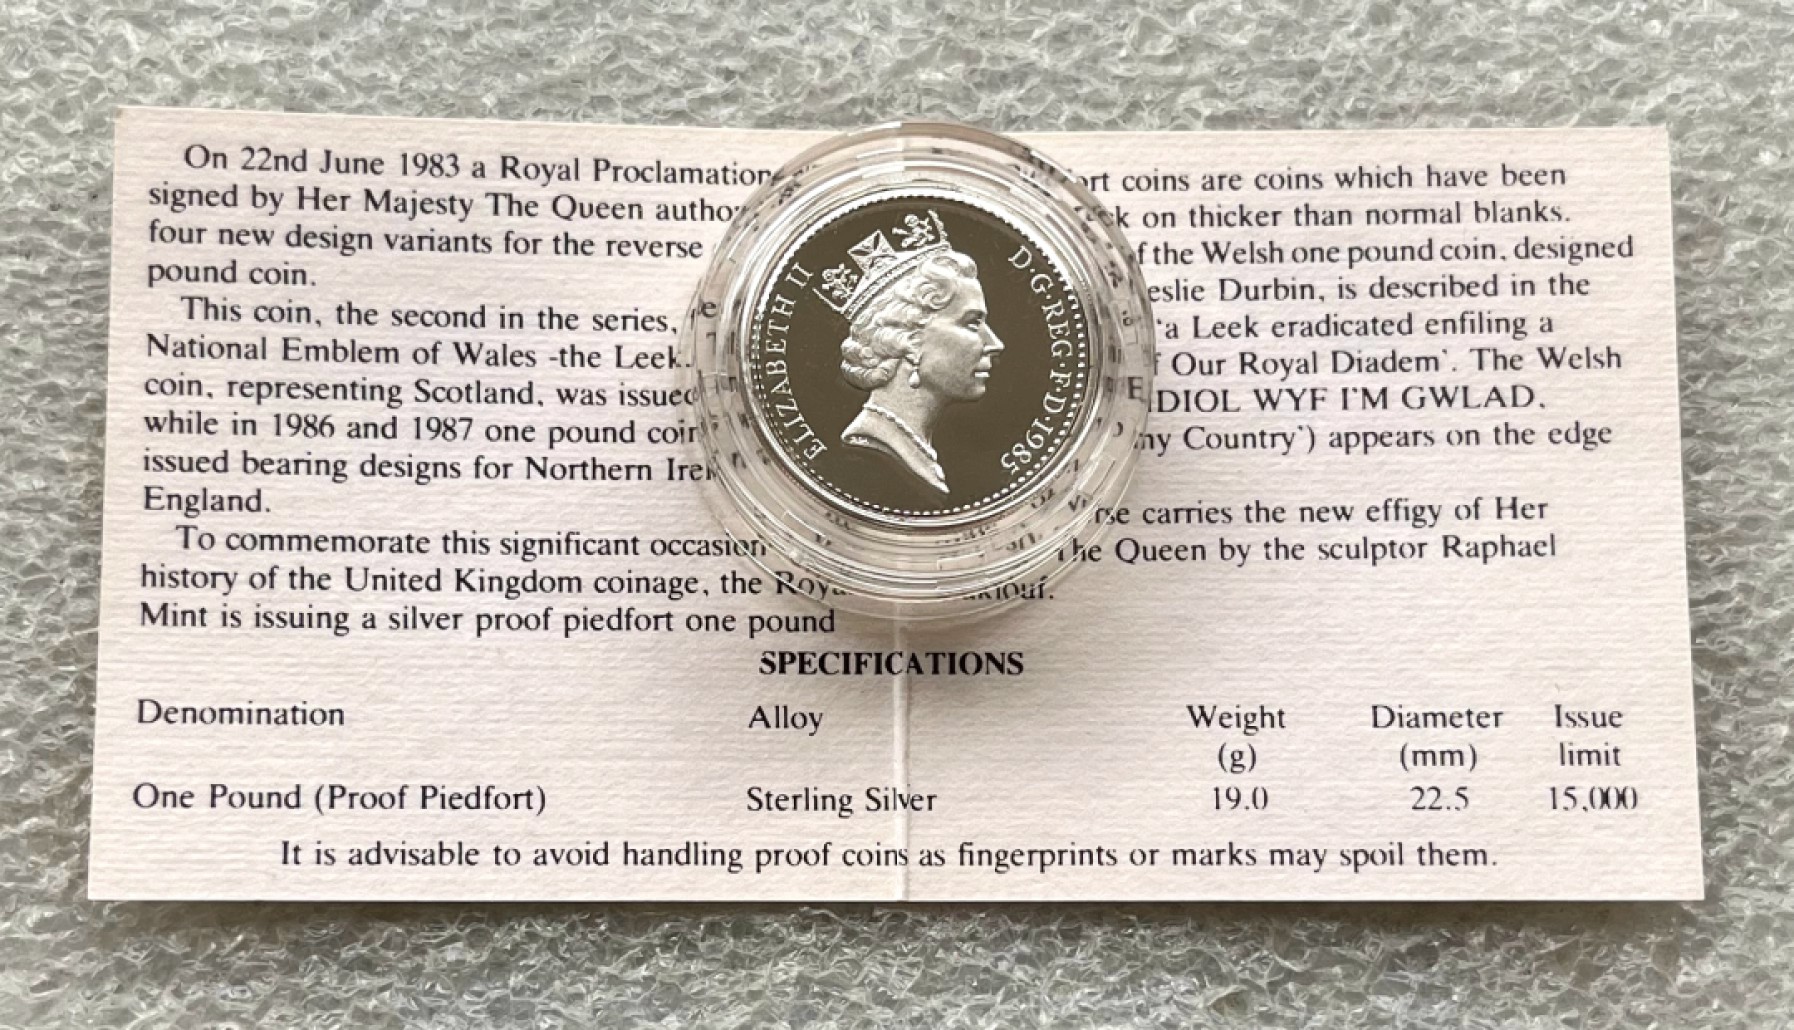 On 22nd June 1983 a Royal Proclamation
signed by Her Majesty The Queen
four new design variants for the reverse
pound coin.
This coin, the second in the series,
National Emblem of Wales -the Leek.
coin, representing Scotland, was issued
while in 1986 and 1987 one pound
issued bearing designs for Northern
England.
To commemorate this significant occasion
history of the United Kingdom coinage, the
Mint is issuing a silver proof piedfort one pound
coins are coins which have been
on thicker than normal blanks.
the Welsh one pound coin, designed
Durbin, is described in the
'a Leek eradicated enfiling a
Our Royal Diadem'. The Welsh
WYF I'M GWLAD.
Country') appears on the edge
carries the new effigy of Her
The Queen by the sculptor Raphael
ELIZABETH II
D·G·REG·F·D·1985
SPECIFICATIONS
Denomination Alloy Weight Diameter Issue
(g) (mm) limit
One Pound (Proof Piedfort) Sterling Silver 19.0 22.5 15,000
It is advisable to avoid handling proof coins as fingerprints or marks may spoil them.